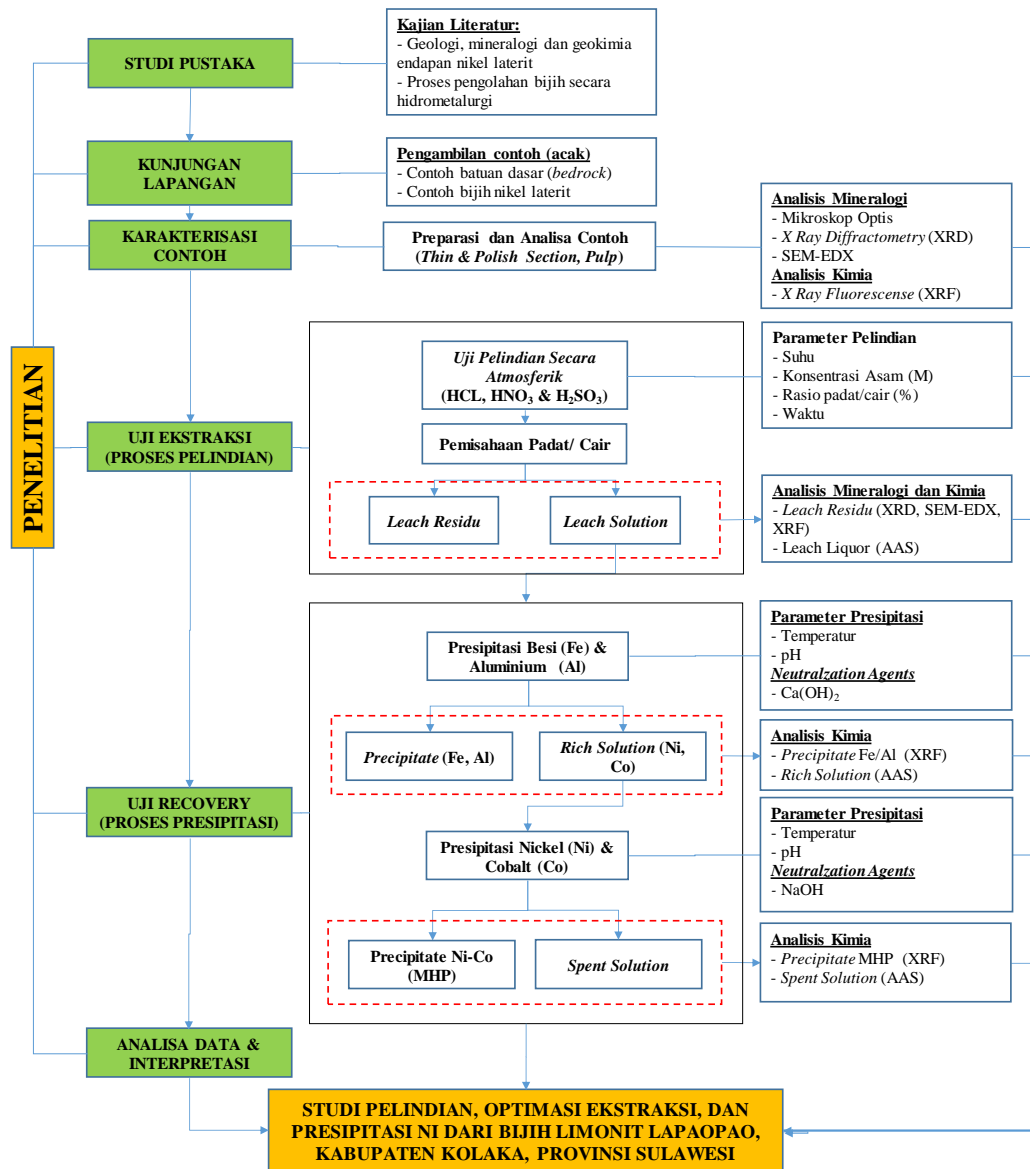 PENELITIAN
STUDI PUSTAKA
Kajian Literatur:
- Geologi, mineralogi dan geokimia
endapan nikel laterit
- Proses pengolahan bijih secara
hidrometalurgi
KUNJUNGAN
LAPANGAN
Pengambilan contoh (acak)
- Contoh batuan dasar (bedrock)
- Contoh bijih nikel laterit
KARAKTERISASI
CONTOH
Preparasi dan Analisa Contoh
(Thin & Polish Section, Pulp)
Analisis Mineralogi
- Mikroskop Optis
- X Ray Diffractometry (XRD)
- SEM-EDX
Analisis Kimia
- X Ray Fluorescense (XRF)
UJI EKSTRAKSI
(PROSES PELINDIAN)
Uji Pelindian Secara
Atmosferik
(HCL, HNO₃ & H₂SO₃)
Parameter Pelindian
- Suhu
- Konsentrasi Asam (M)
- Rasio padat/cair (%)
- Waktu
Pemisahaan Padat/ Cair
Leach Residu
Leach Solution
Analisis Mineralogi dan Kimia
- Leach Residu (XRD, SEM-EDX,
XRF)
- Leach Liquor (AAS)
UJI RECOVERY
(PROSES PRESIPITASI)
Presipitasi Besi (Fe) &
Aluminium (Al)
Parameter Presipitasi
- Temperatur
- pH
Neutralzation Agents
- Ca(OH)₂
Precipitate (Fe, Al)
Rich Solution (Ni,
Co)
Analisis Kimia
- Precipitate Fe/Al (XRF)
- Rich Solution (AAS)
Presipitasi Nickel (Ni) &
Cobalt (Co)
Parameter Presipitasi
- Temperatur
- pH
Neutralzation Agents
- NaOH
Precipitate Ni-Co
(MHP)
Spent Solution
Analisis Kimia
- Precipitate MHP (XRF)
- Spent Solution (AAS)
ANALISA DATA &
INTERPRETASI
STUDI PELINDIAN, OPTIMASI EKSTRAKSI, DAN
PRESIPITASI NI DARI BIJIH LIMONIT LAPAOPAO,
KABUPATEN KOLAKA, PROVINSI SULAWESI